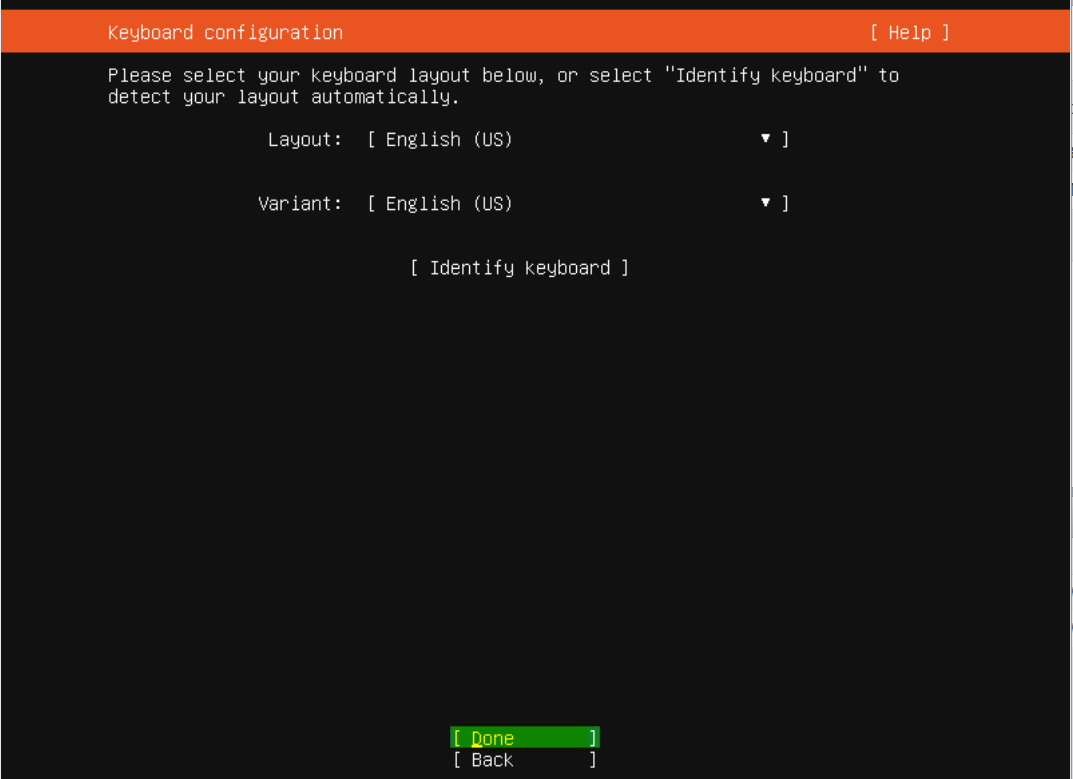 Keyboard configuration [ Help ]
Please select your keyboard layout below, or select "Identify keyboard" to
detect your layout automatically.
Layout: [ English (US) ▾ ]
Variant: [ English (US) ▾ ]
[ Identify keyboard ]
[ Done ]
[ Back ]